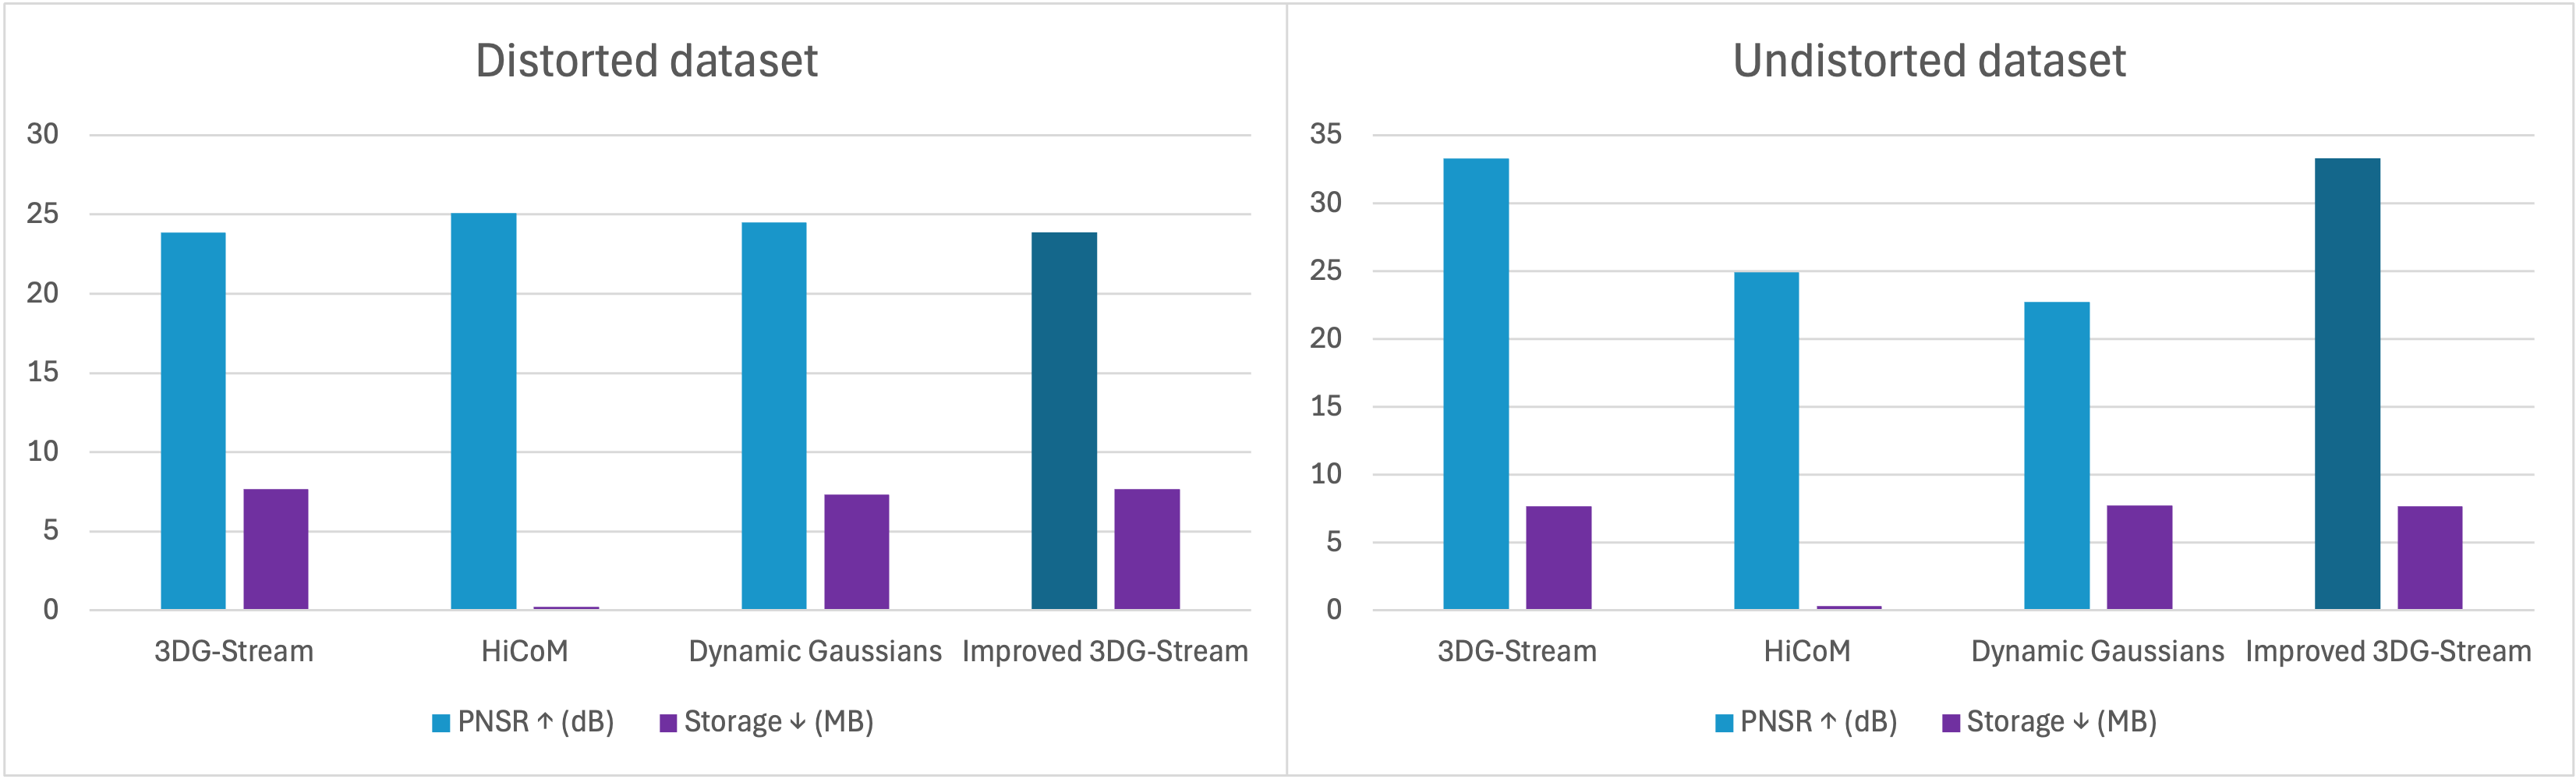 Distorted dataset
30
25
20
15
10
5
0
3DG-Stream HiCoM Dynamic Gaussians Improved 3DG-Stream
PNSR ↑ (dB) Storage ↓ (MB)
Undistorted dataset
35
30
25
20
15
10
5
0
3DG-Stream HiCoM Dynamic Gaussians Improved 3DG-Stream
PNSR ↑ (dB) Storage ↓ (MB)